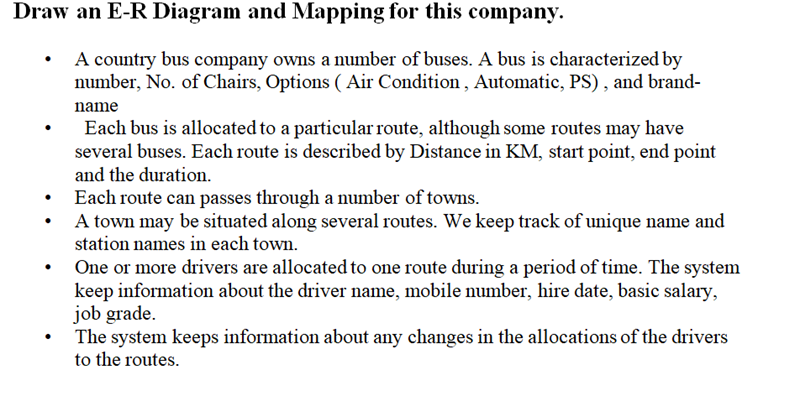 Draw an E-R Diagram and Mapping for this company.
• A country bus company owns a number of buses. A bus is characterized by
number, No. of Chairs, Options ( Air Condition , Automatic, PS) , and brand-
name
• Each bus is allocated to a particular route, although some routes may have
several buses. Each route is described by Distance in KM, start point, end point
and the duration.
• Each route can passes through a number of towns.
• A town may be situated along several routes. We keep track of unique name and
station names in each town.
• One or more drivers are allocated to one route during a period of time. The system
keep information about the driver name, mobile number, hire date, basic salary,
job grade.
• The system keeps information about any changes in the allocations of the drivers
to the routes.